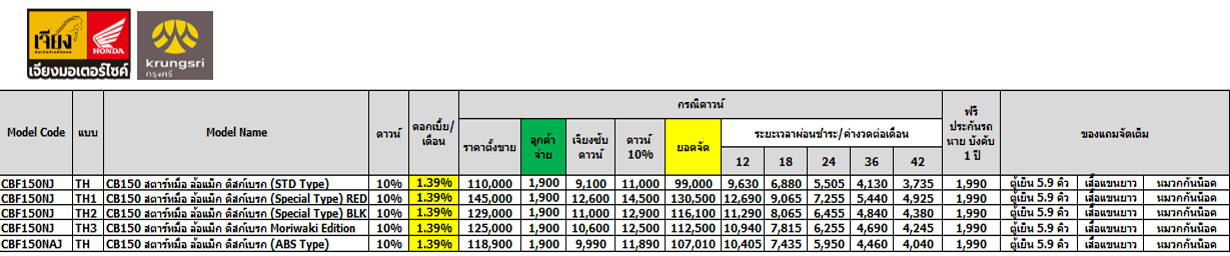 เจียง
HONDA
เจียงมอเตอร์ไซค์
krungsri
กรุงศรี
Model Code แบบ Model Name ดาวน์ ดอกเบี้ย/เดือน กรณีดาวน์ ฟรี ประกันรถ นาย บังคับ 1 ปี ของแถมจัดเต็ม
ราคาตั้งขาย ลูกค้าจ่าย เจียงซับดาวน์ ดาวน์ 10% ยอดจัด ระยะเวลาผ่อนชำระ/ค่างวดต่อเดือน
12 18 24 36 42
CBF150NJ TH CB150 สตาร์ทมือ ล้อแม็ก ดิสก์เบรก (STD Type) 10% 1.39% 110,000 1,900 9,100 11,000 99,000 9,630 6,880 5,505 4,130 3,735 1,990 ตู้เย็น 5.9 คิว เสื้อแขนยาว หมวกกันน็อค
CBF150NJ TH1 CB150 สตาร์ทมือ ล้อแม็ก ดิสก์เบรก (Special Type) RED 10% 1.39% 145,000 1,900 12,600 14,500 130,500 12,690 9,065 7,255 5,440 4,925 1,990 ตู้เย็น 5.9 คิว เสื้อแขนยาว หมวกกันน็อค
CBF150NJ TH2 CB150 สตาร์ทมือ ล้อแม็ก ดิสก์เบรก (Special Type) BLK 10% 1.39% 129,000 1,900 11,000 12,900 116,100 11,290 8,065 6,455 4,840 4,380 1,990 ตู้เย็น 5.9 คิว เสื้อแขนยาว หมวกกันน็อค
CBF150NJ TH3 CB150 สตาร์ทมือ ล้อแม็ก ดิสก์เบรก Moriwaki Edition 10% 1.39% 125,000 1,900 10,600 12,500 112,500 10,940 7,815 6,255 4,690 4,245 1,990 ตู้เย็น 5.9 คิว เสื้อแขนยาว หมวกกันน็อค
CBF150NAJ TH CB150 สตาร์ทมือ ล้อแม็ก ดิสก์เบรก (ABS Type) 10% 1.39% 118,900 1,900 9,990 11,890 107,010 10,405 7,435 5,950 4,460 4,040 1,990 ตู้เย็น 5.9 คิว เสื้อแขนยาว หมวกกันน็อค